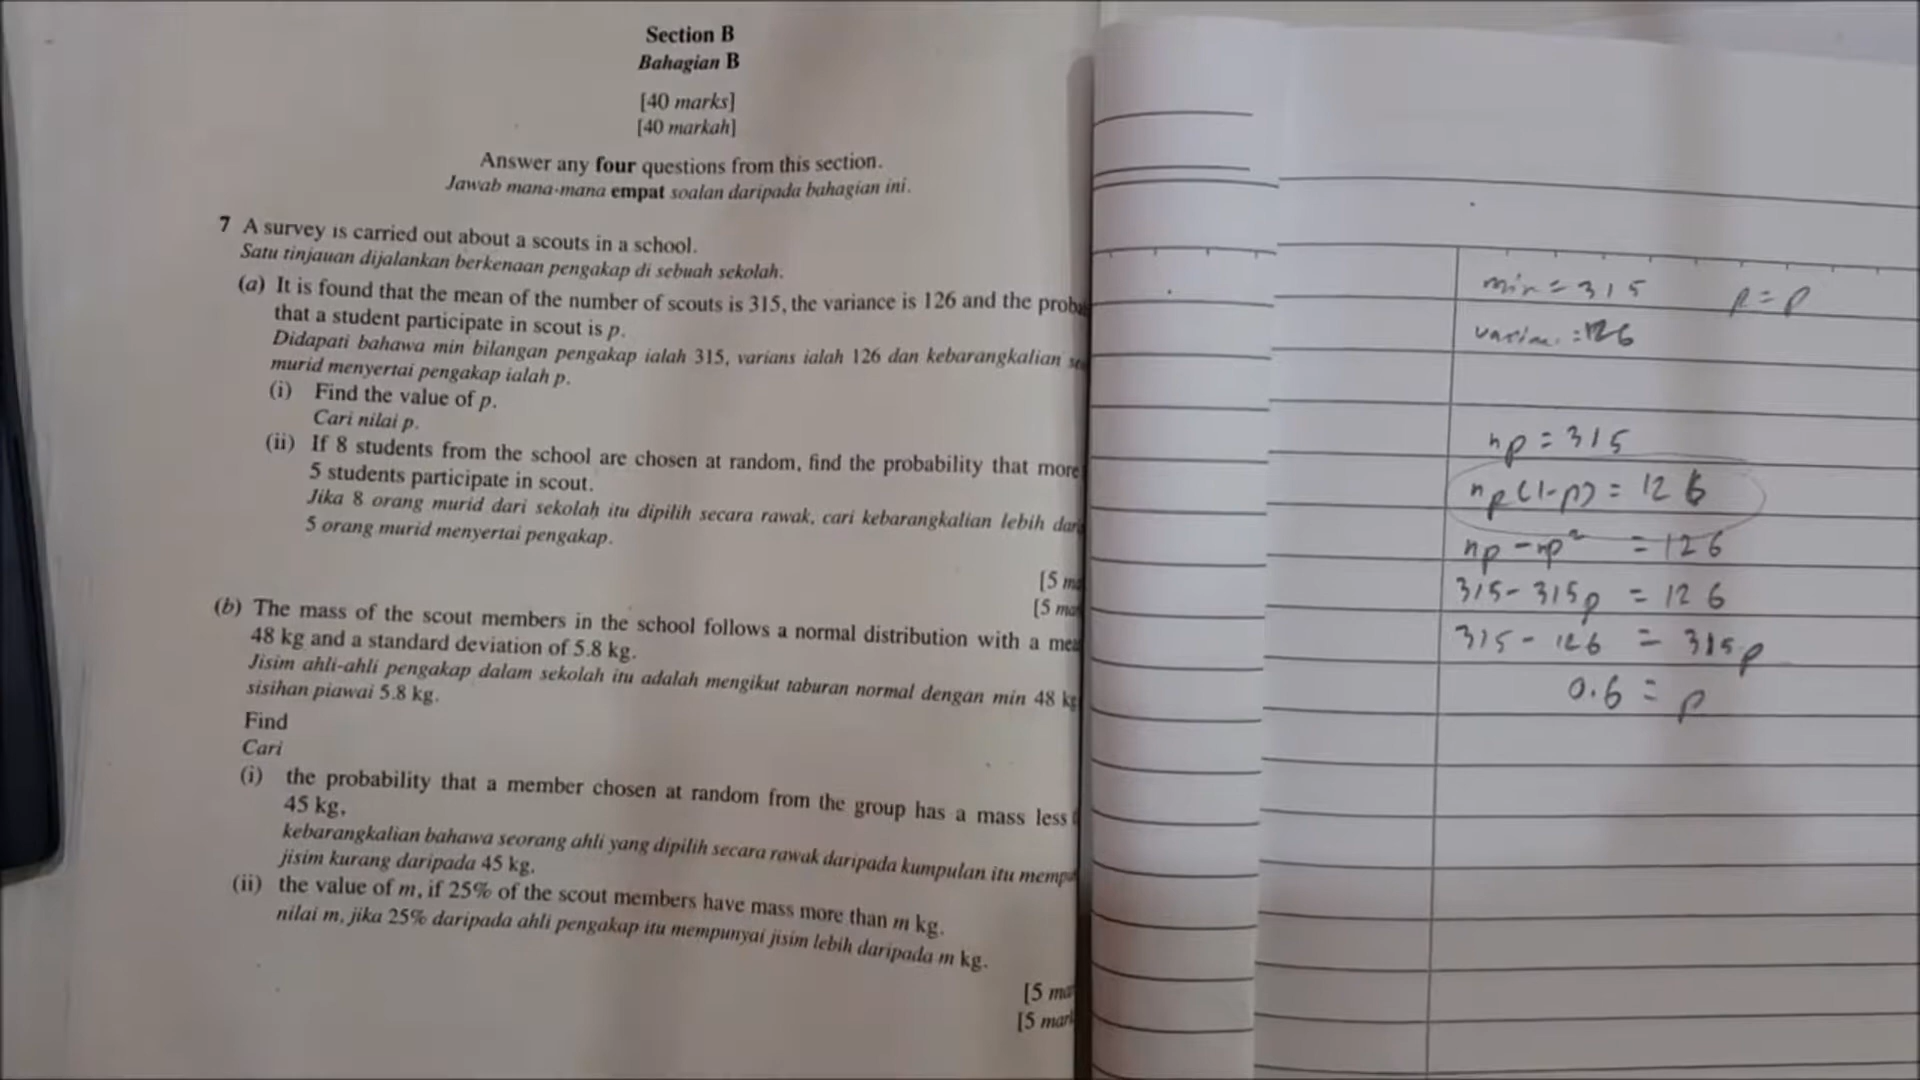 Section B
Bahagian B
[40 marks]
[40 markah]
Answer any four questions from this section.
Jawab mana-mana empat soalan daripada bahagian ini.
7 A survey is carried out about a scouts in a school.
Satu tinjauan dijalankan berkenaan pengakap di sebuah sekolah.
(a) It is found that the mean of the number of scouts is 315, the variance is 126 and the
that a student participate in scout is p.
Didapati bahawa min bilangan pengakap ialah 315, varians ialah 126 dan kebarangkalian
murid menyertai pengakap ialah p.
(i) Find the value of p.
Cari nilai p.
(ii) If 8 students from the school are chosen at random, find the probability that more
5 students participate in scout.
Jika 8 orang murid dari sekolah itu dipilih secara rawak, cari kebarangkalian lebih
5 orang murid menyertai pengakap.
[5
[5
(b) The mass of the scout members in the school follows a normal distribution with a
48 kg and a standard deviation of 5.8 kg.
Jisim ahli-ahli pengakap dalam sekolah itu adalah mengikut taburan normal dengan min 48 kg
sisihan piawai 5.8 kg.
Find
Cari
(i) the probability that a member chosen at random from the group has a mass less
45 kg,
kebarangkalian bahawa seorang ahli yang dipilih secara rawak daripada kumpulan itu
jisim kurang daripada 45 kg.
(ii) the value of m, if 25% of the scout members have mass more than m kg.
nilai m, jika 25% daripada ahli pengakap itu mempunyai jisim lebih daripada m kg.
[5
[5
min = 315 p = p
= 126
np = 315
np(1-p) = 126
np - np² = 126
315 - 315p = 126
315 - 126 = 315p
0.6 = p